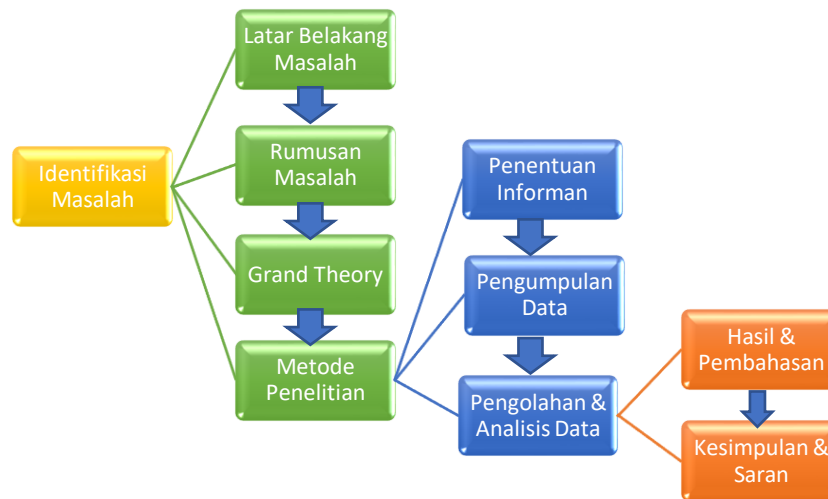 Identifikasi
Masalah
Latar Belakang
Masalah
Rumusan
Masalah
Grand Theory
Metode
Penelitian
Penentuan
Informan
Pengumpulan
Data
Pengolahan &
Analisis Data
Hasil &
Pembahasan
Kesimpulan &
Saran